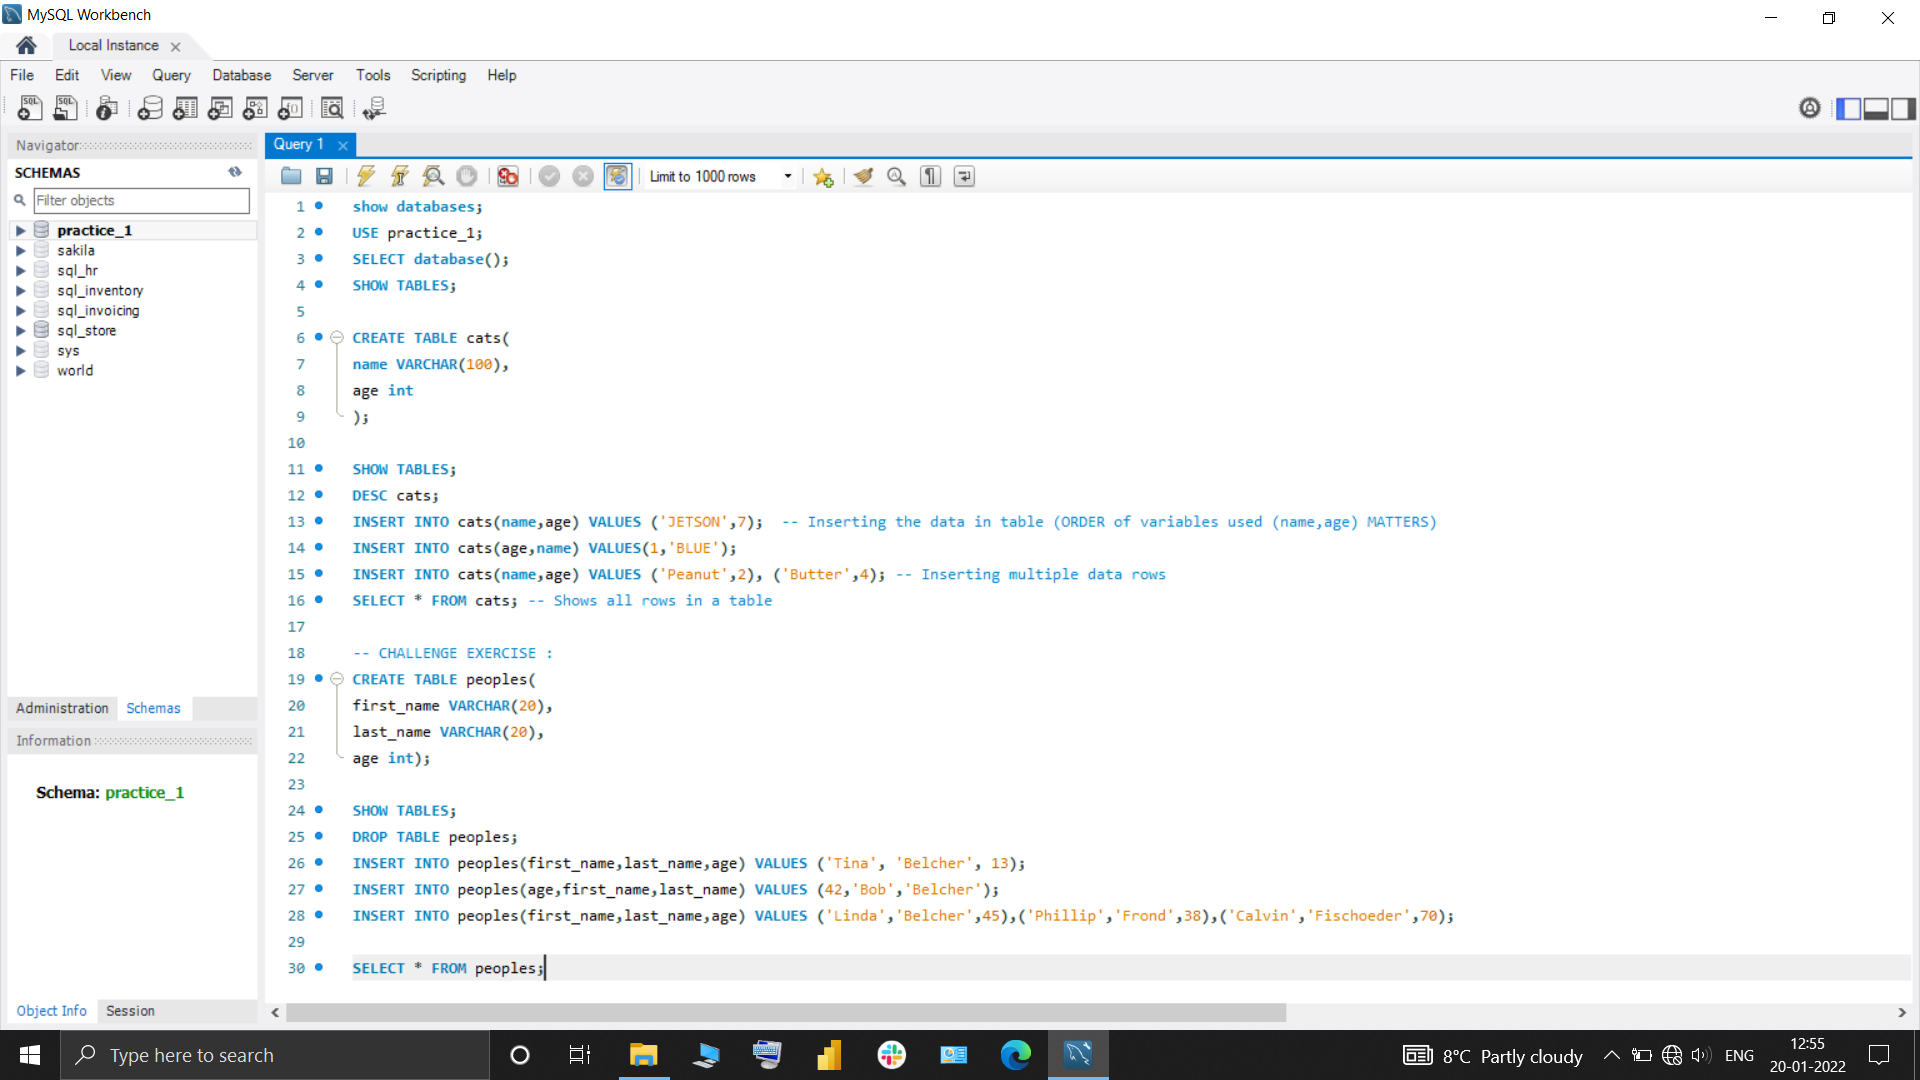 MySQL Workbench
Local Instance
File Edit View Query Database Server Tools Scripting Help
Navigator
SCHEMAS
Filter objects
practice_1
sakila
sql_hr
sql_inventory
sql_invoicing
sql_store
sys
world
Administration Schemas
Information
Schema: practice_1
Object Info Session
Query 1
Limit to 1000 rows
1 show databases;
2 USE practice_1;
3 SELECT database();
4 SHOW TABLES;
5
6 CREATE TABLE cats(
7 name VARCHAR(100),
8 age int
9 );
10
11 SHOW TABLES;
12 DESC cats;
13 INSERT INTO cats(name,age) VALUES ('JETSON',7);  -- Inserting the data in table (ORDER of variables used (name,age) MATTERS)
14 INSERT INTO cats(age,name) VALUES(1,'BLUE');
15 INSERT INTO cats(name,age) VALUES ('Peanut',2), ('Butter',4); -- Inserting multiple data rows
16 SELECT * FROM cats; -- Shows all rows in a table
17
18 -- CHALLENGE EXERCISE :
19 CREATE TABLE peoples(
20 first_name VARCHAR(20),
21 last_name VARCHAR(20),
22 age int);
23
24 SHOW TABLES;
25 DROP TABLE peoples;
26 INSERT INTO peoples(first_name,last_name,age) VALUES ('Tina', 'Belcher', 13);
27 INSERT INTO peoples(age,first_name,last_name) VALUES (42,'Bob','Belcher');
28 INSERT INTO peoples(first_name,last_name,age) VALUES ('Linda','Belcher',45),('Phillip','Frond',38),('Calvin','Fischoeder',70);
29
30 SELECT * FROM peoples;
Type here to search
8°C Partly cloudy
ENG
12:55
20-01-2022